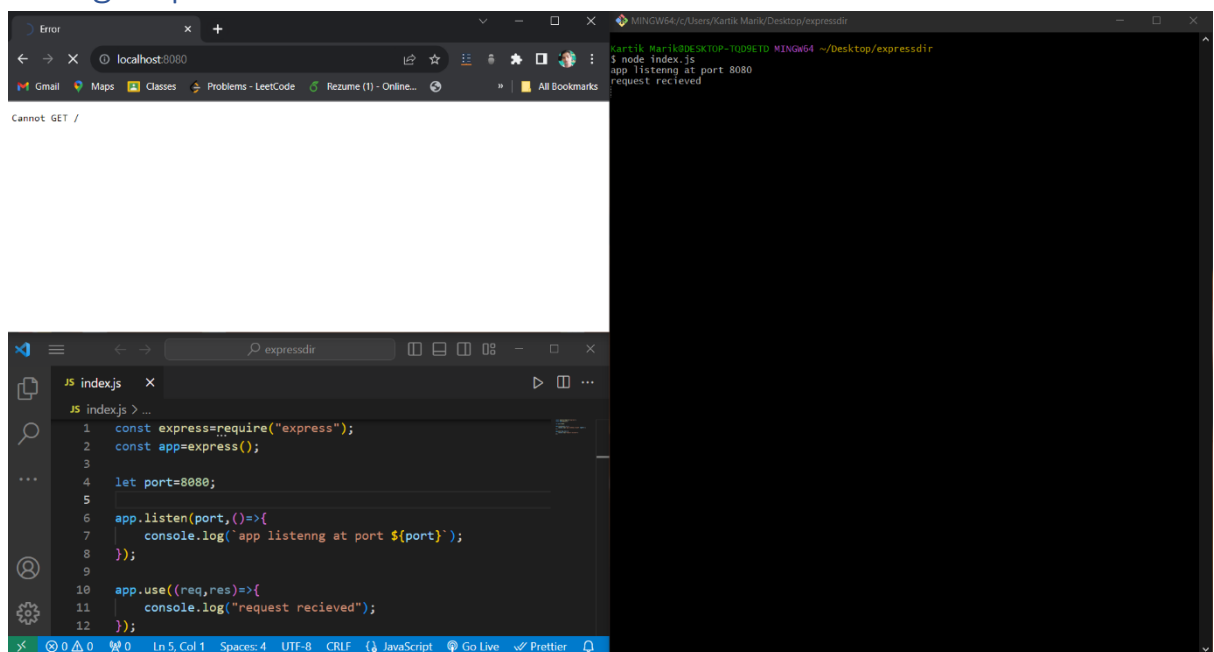 Error
localhost:8080
Gmail Maps Classes Problems - LeetCode Rezume (1) - Online... » All Bookmarks
Cannot GET /
MINGW64:/c/Users/Kartik Marik/Desktop/expressdir
Kartik Marik@DESKTOP-TQD9ETD MINGW64 ~/Desktop/expressdir
$ node index.js
app listenng at port 8080
request recieved
expressdir
JS index.js
JS index.js > ...
1 const express=require("express");
2 const app=express();
3
4 let port=8080;
5
6 app.listen(port,()=>{
7 console.log(`app listenng at port ${port}`);
8 });
9
10 app.use((req,res)=>{
11 console.log("request recieved");
12 });
0 0 0 Ln 5, Col 1 Spaces: 4 UTF-8 CRLF {} JavaScript Go Live Prettier